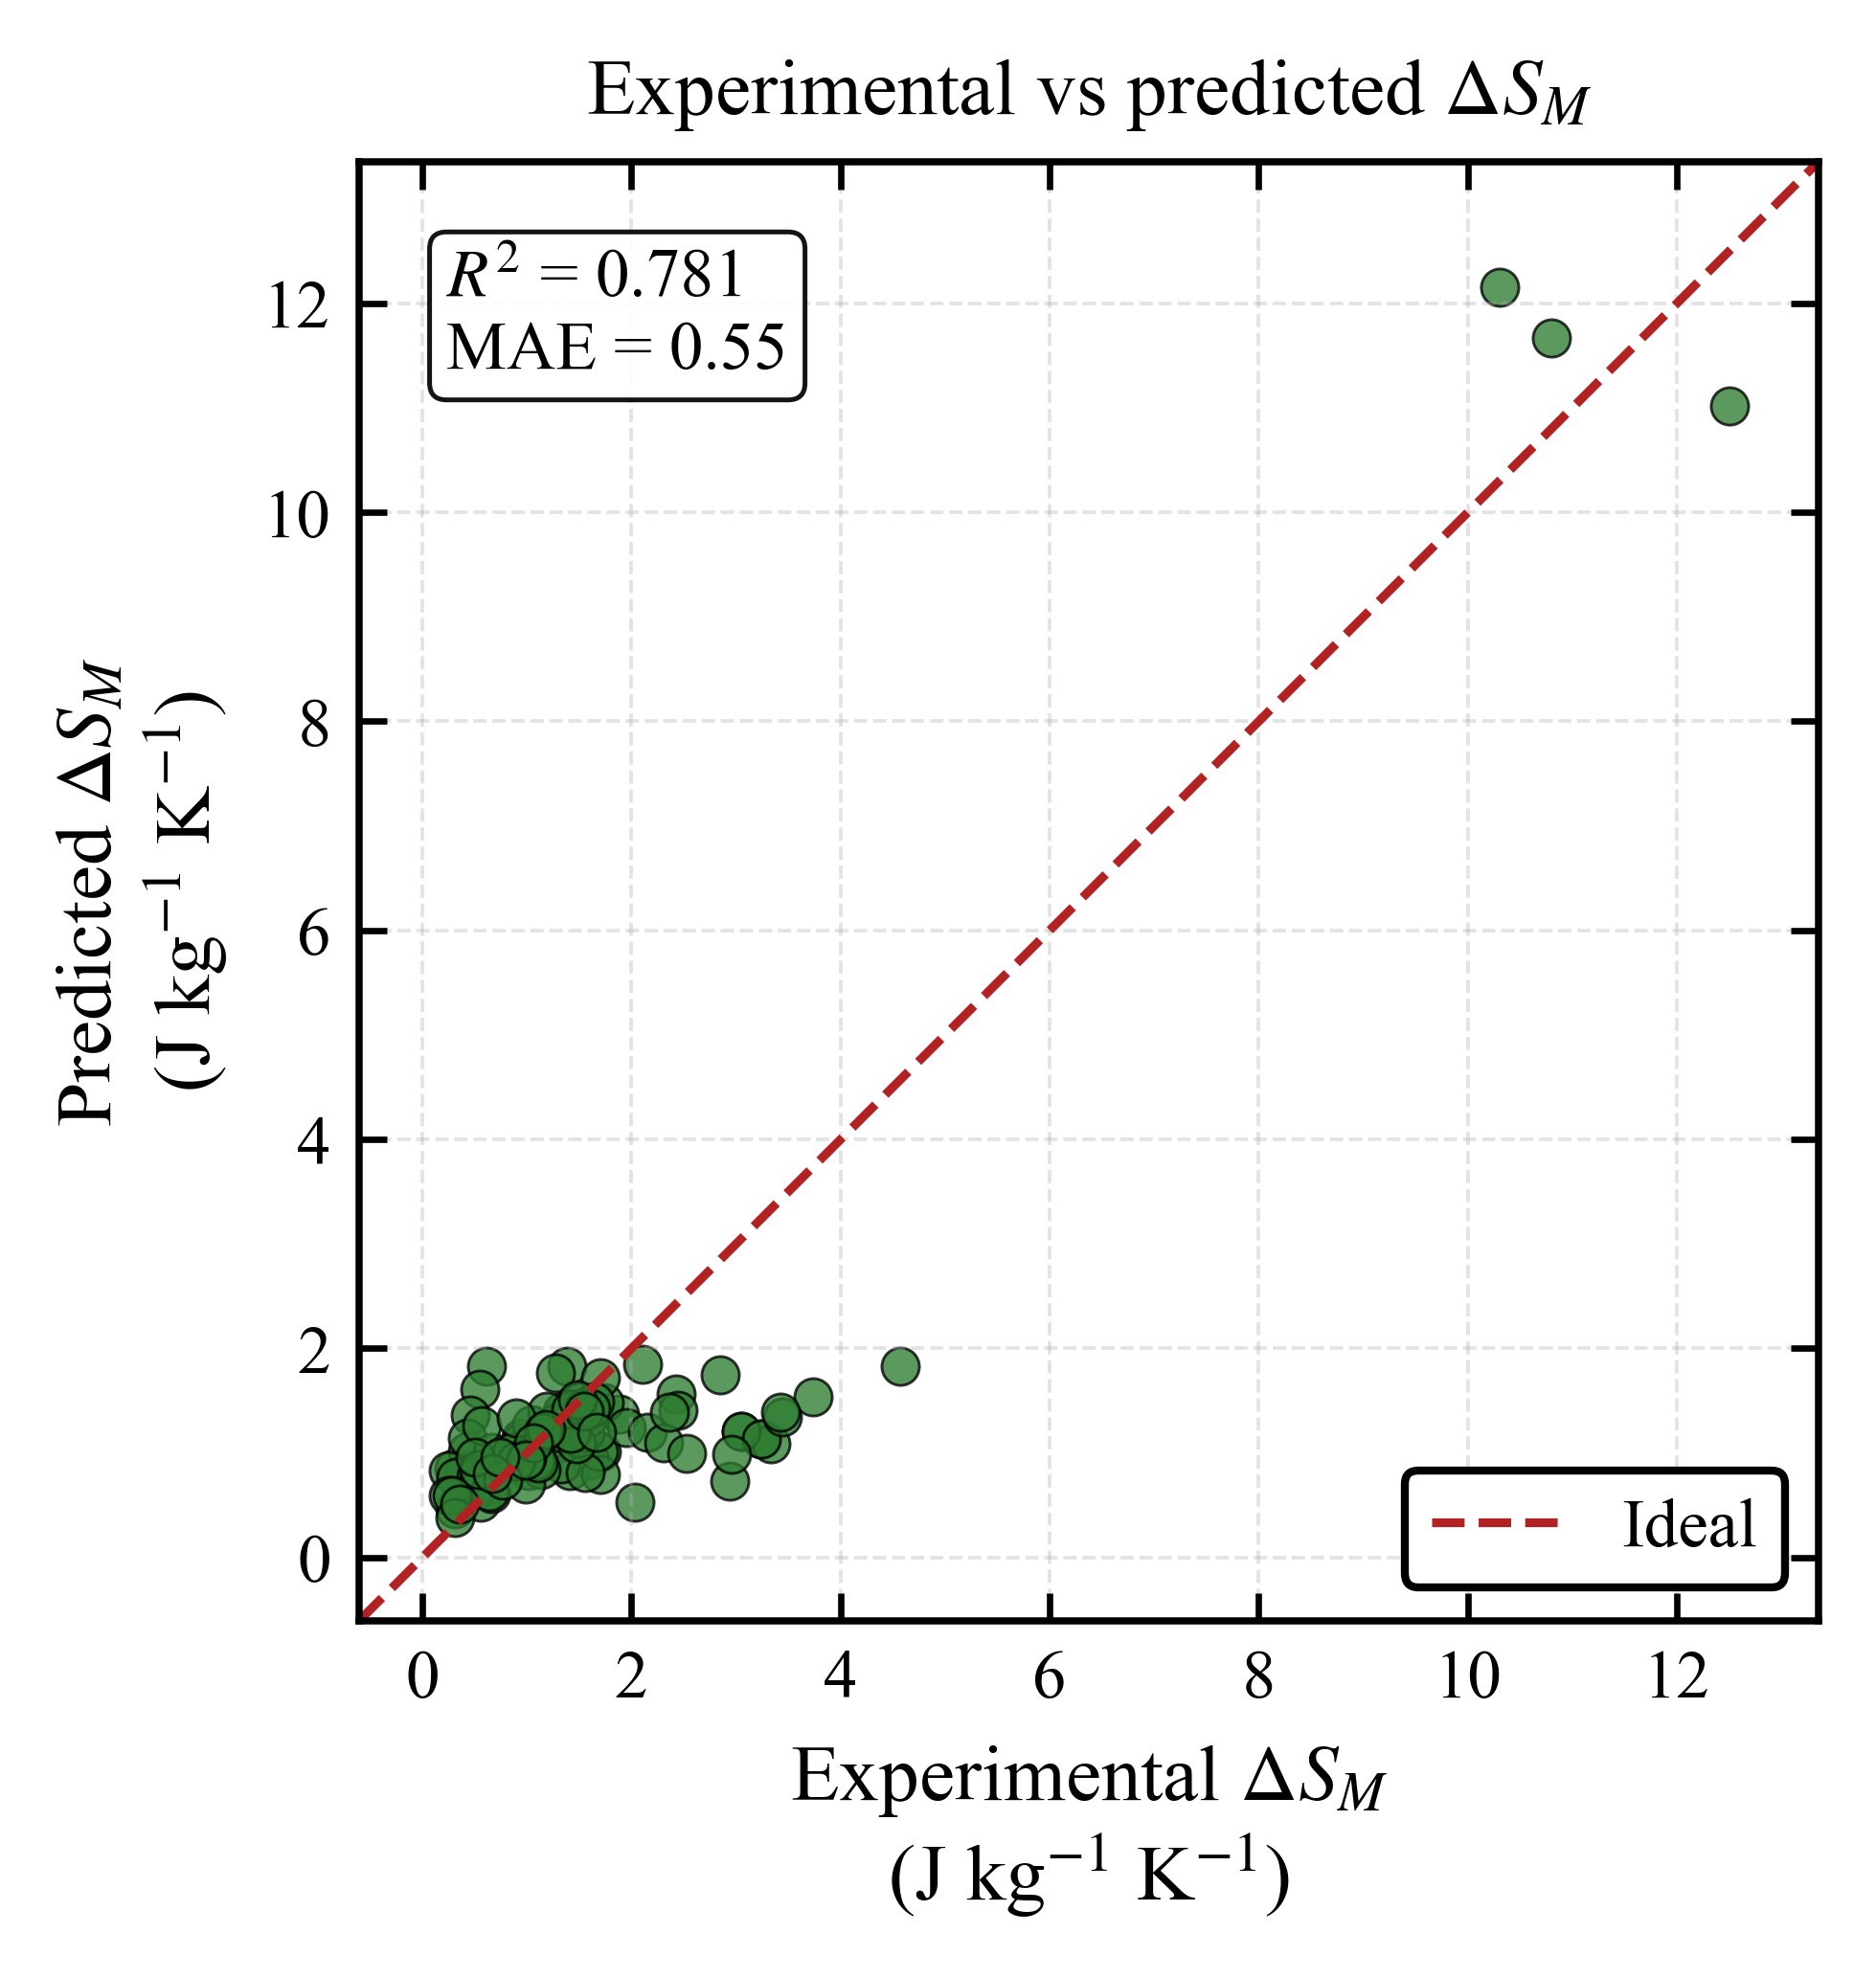 Experimental vs predicted ΔS_M
R² = 0.781
MAE = 0.55
12
10
8
6
4
2
0
Predicted ΔS_M
(J kg⁻¹ K⁻¹)
Ideal
0 2 4 6 8 10 12
Experimental ΔS_M
(J kg⁻¹ K⁻¹)